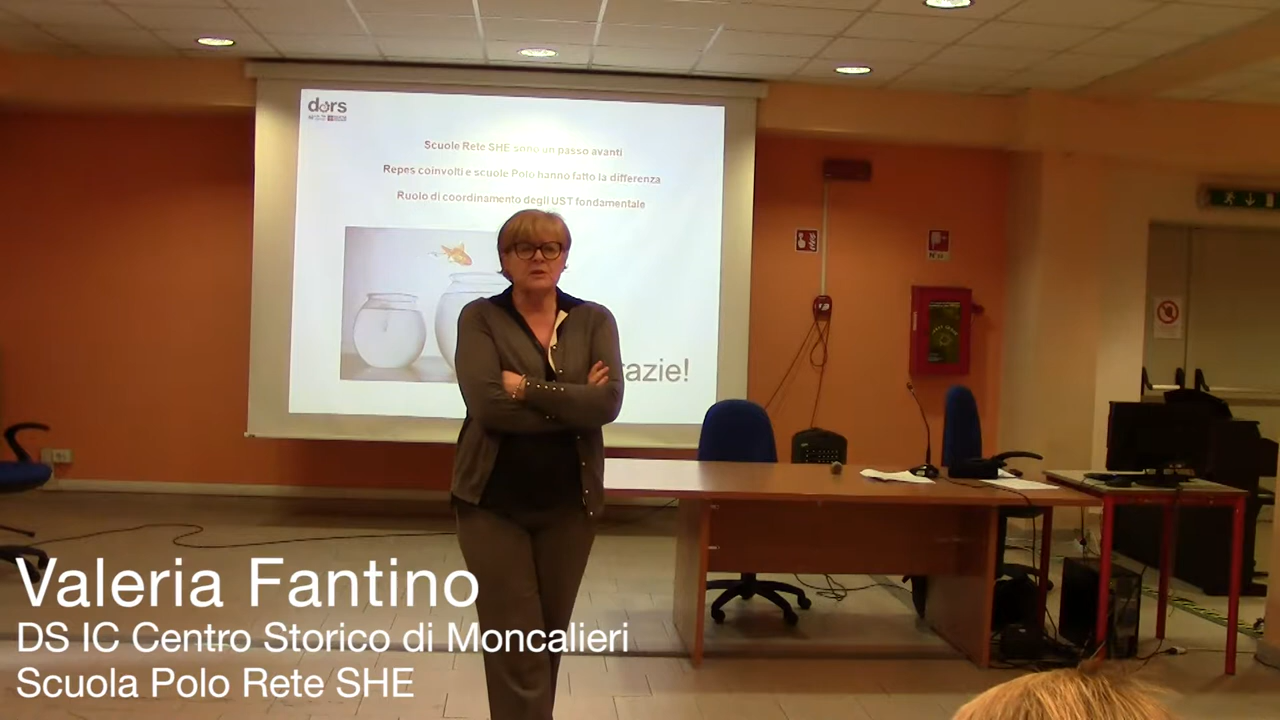 dors
Scuole Rete SHE sono un passo avanti
Repes coinvolti e scuole Polo hanno fatto la differenza
Ruolo di coordinamento degli UST fondamentale
razie!
Valeria Fantino
DS IC Centro Storico di Moncalieri
Scuola Polo Rete SHE